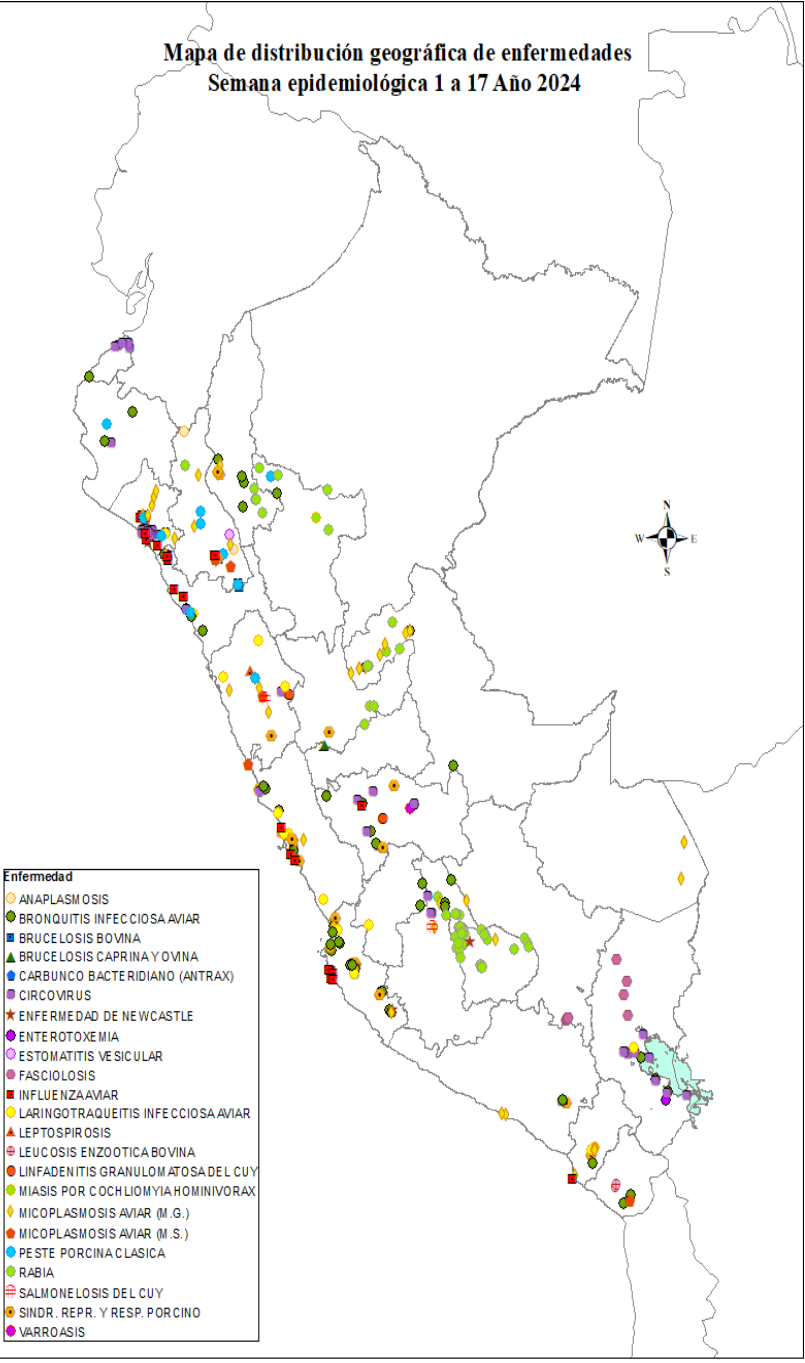 Mapa de distribución geográfica de enfermedades
Semana epidemiológica 1 a 17 Año 2024
N
W E
S
Enfermedad
ANAPLASMOSIS
BRONQUITIS INFECCIOSA AVIAR
BRUCELOSIS BOVINA
BRUCELOSIS CAPRINA Y OVINA
CARBUNCO BACTERIDIANO (ANTRAX)
CIRCOVIRUS
ENFERMEDAD DE NEWCASTLE
ENTEROTOXEMIA
ESTOMATITIS VESICULAR
FASCIOLOSIS
INFLUENZA AVIAR
LARINGOTRAQUEITIS INFECCIOSA AVIAR
LEPTOSPIROSIS
LEUCOSIS ENZOOTICA BOVINA
LINFADENITIS GRANULOMATOSA DEL CUY
MIASIS POR COCHLIOMYIA HOMINIVORAX
MICOPLASMOSIS AVIAR (M.G.)
MICOPLASMOSIS AVIAR (M.S.)
PESTE PORCINA CLASICA
RABIA
SALMONELOSIS DEL CUY
SINDR. REPR. Y RESP. PORCINO
VARROASIS